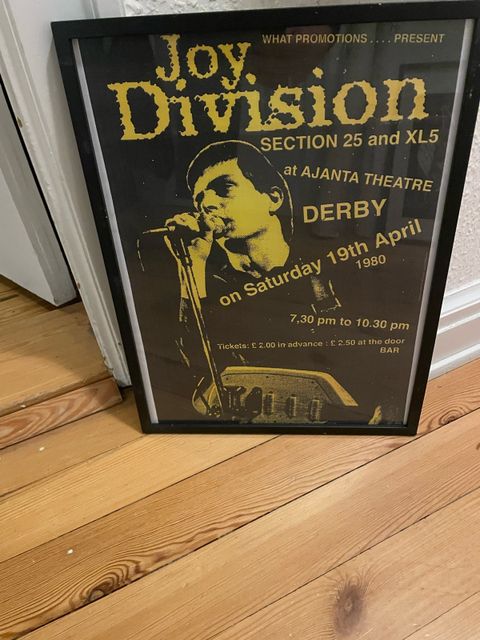 WHAT PROMOTIONS .... PRESENT
Joy
Division
SECTION 25 and XL5
at AJANTA THEATRE
DERBY
on Saturday 19th April
1980
7,30 pm to 10.30 pm
Tickets: £ 2.00 in advance : £ 2.50 at the door
BAR